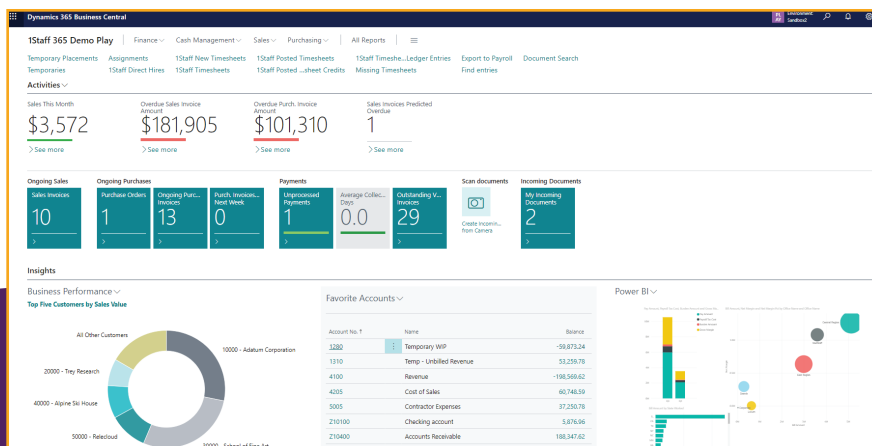 Dynamics 365 Business Central
Environment
Sandbox2
1Staff 365 Demo Play
Finance
Cash Management
Sales
Purchasing
All Reports
Temporary Placements
Assignments
1Staff New Timesheets
1Staff Posted Timesheets
1Staff Timeshe...Ledger Entries
Export to Payroll
Document Search
Temporaries
1Staff Direct Hires
1Staff Timesheets
1Staff Posted ...sheet Credits
Missing Timesheets
Find entries
Activities
Sales This Month
$3,572
See more
Overdue Sales Invoice
Amount
$181,905
See more
Overdue Purch. Invoice
Amount
$101,310
See more
Sales Invoices Predicted
Overdue
1
See more
Ongoing Sales
Sales Invoices
10
Ongoing Purchases
Purchase Orders
1
Ongoing Purc...
Invoices
13
Purch. Invoices...
Next Week
0
Payments
Unprocessed
Payments
1
Average Collec...
Days
0.0
Outstanding V...
Invoices
29
Scan documents
Create Incomin...
from Camera
Incoming Documents
My Incoming
Documents
2
Insights
Business Performance
Top Five Customers by Sales Value
All Other Customers
10000 - Adatum Corporation
20000 - Trey Research
40000 - Alpine Ski House
50000 - Relecloud
Favorite Accounts
Account No. ↑ Name Balance
1280 Temporary WIP -59,873.24
1310 Temp - Unbilled Revenue 53,259.78
4100 Revenue -198,569.62
4205 Cost of Sales 60,748.59
5005 Contractor Expenses 37,250.78
Z10100 Checking account 5,876.96
Z10400 Accounts Receivable 188,347.62
Power BI